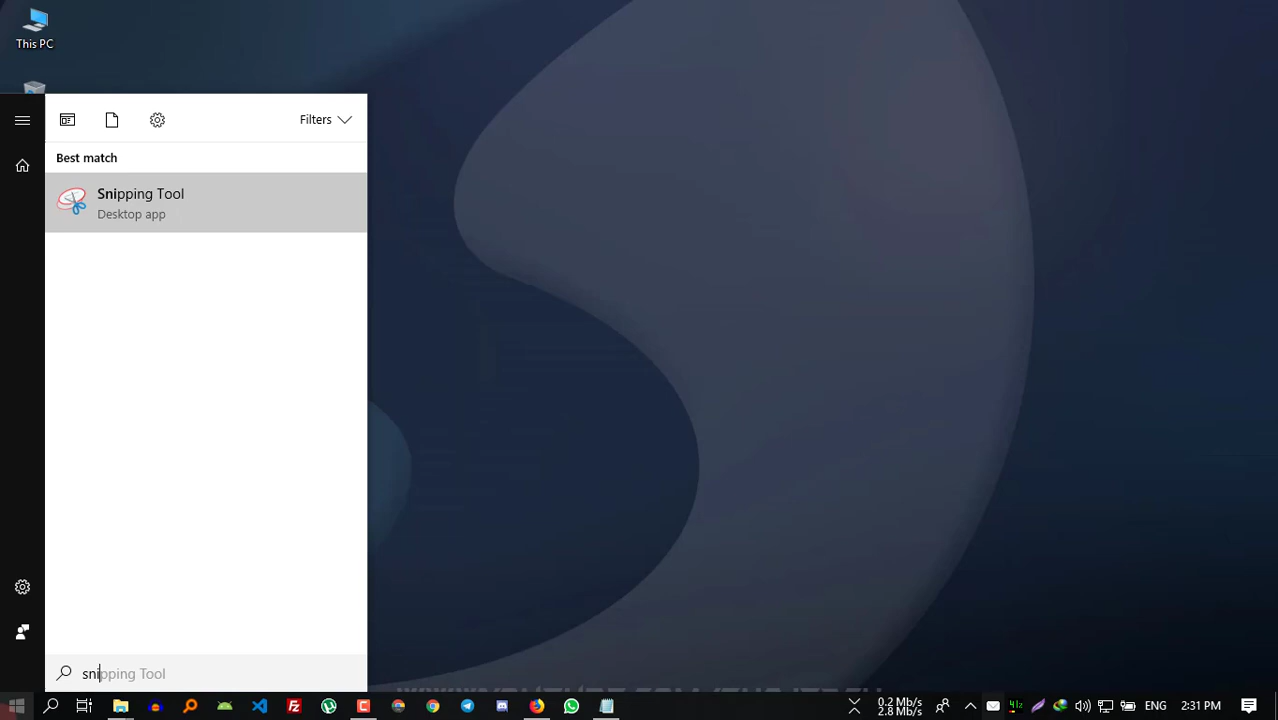 This PC
Filters
Best match
Snipping Tool
Desktop app
snipping Tool
0.2 Mb/s
2.8 Mb/s
412
ENG
2:31 PM